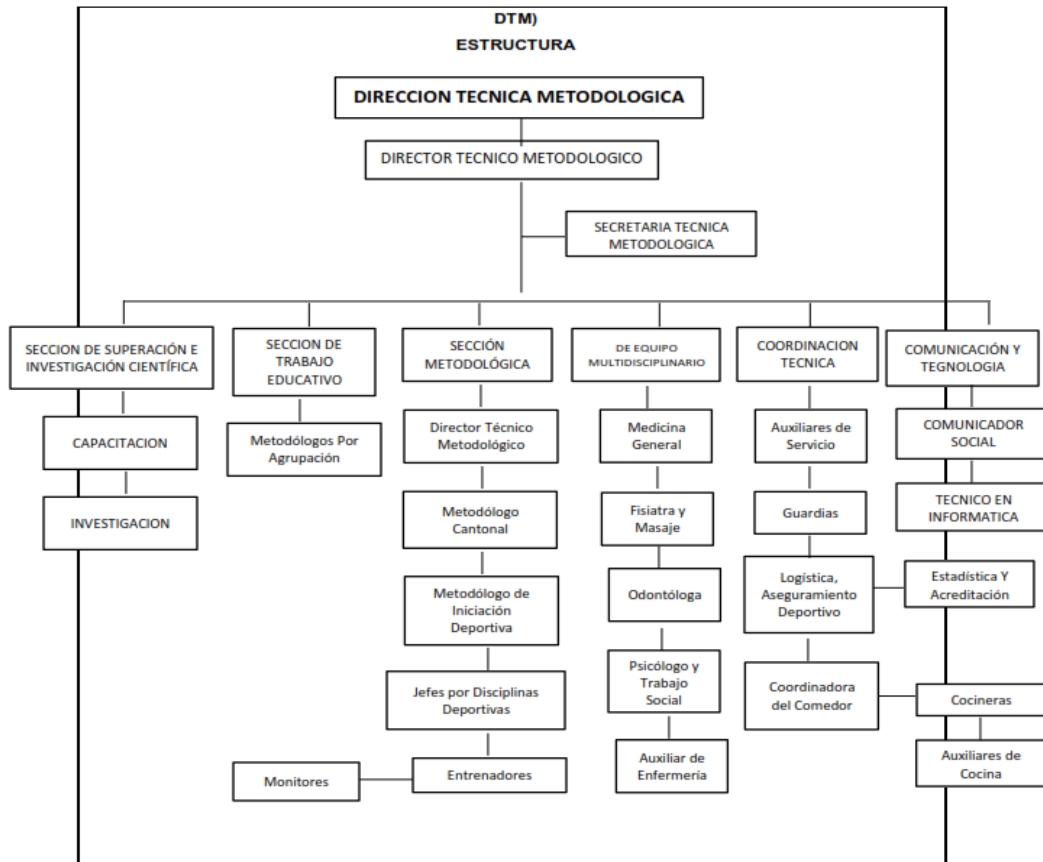 DTM)
ESTRUCTURA
DIRECCION TECNICA METODOLOGICA
DIRECTOR TECNICO METODOLOGICO
SECRETARIA TECNICA
METODOLOGICA
SECCION DE SUPERACIÓN E
INVESTIGACIÓN CIENTÍFICA
CAPACITACION
INVESTIGACION
SECCION DE
TRABAJO
EDUCATIVO
Metodólogos Por
Agrupación
SECCIÓN
METODOLÓGICA
Director Técnico
Metodológico
Metodólogo
Cantonal
Metodólogo de
Iniciación
Deportiva
Jefes por Disciplinas
Deportivas
Entrenadores
Monitores
DE EQUIPO
MULTIDISCIPLINARIO
Medicina
General
Fisiatra y
Masaje
Odontóloga
Psicólogo y
Trabajo
Social
Auxiliar de
Enfermería
COORDINACION
TECNICA
Auxiliares de
Servicio
Guardias
Logística,
Aseguramiento
Deportivo
Estadística Y
Acreditación
Coordinadora
del Comedor
Cocineras
Auxiliares de
Cocina
COMUNICACIÓN Y
TEGNOLOGIA
COMUNICADOR
SOCIAL
TECNICO EN
INFORMATICA